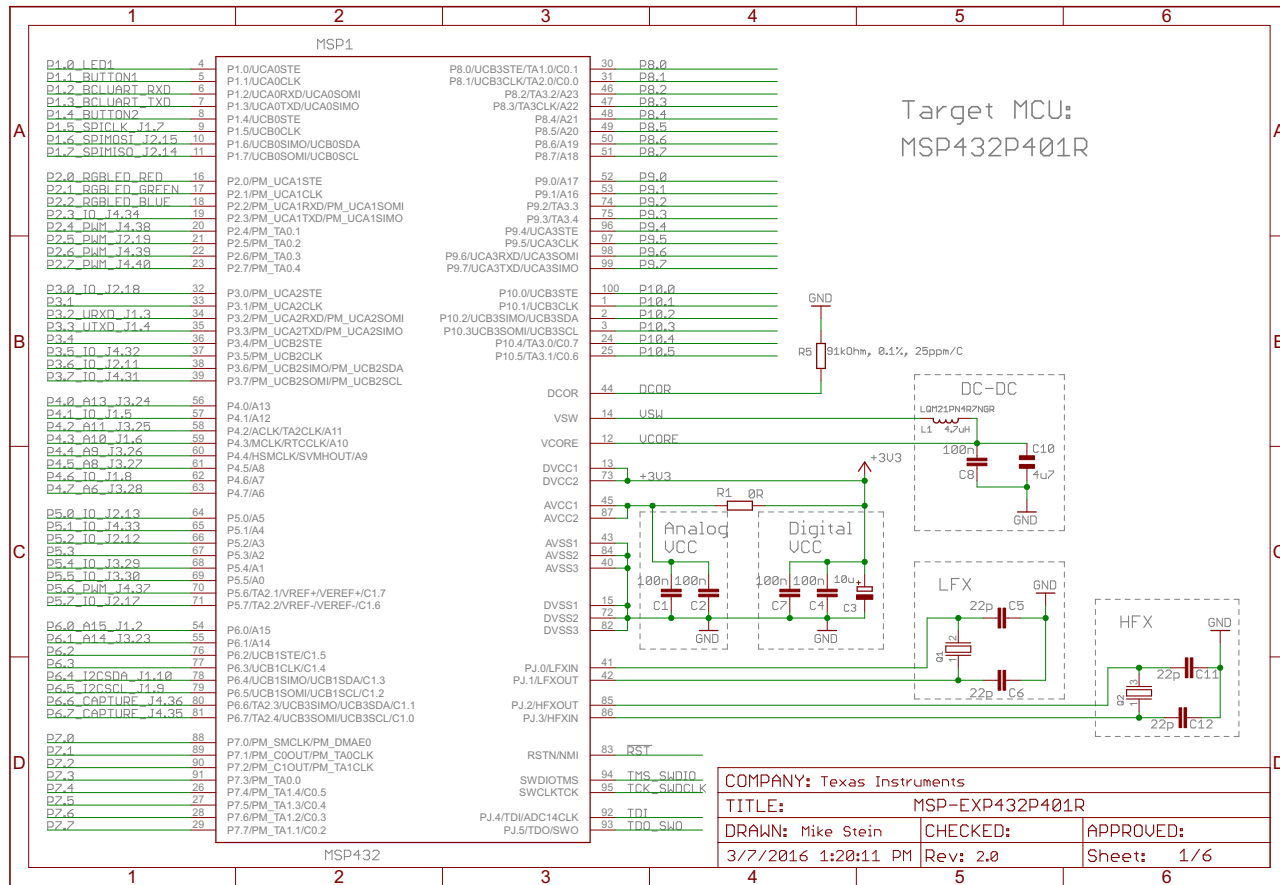 1 2 3 4 5 6
MSP1
P1.0_LED1 4 P1.0/UCA0STE
P1.1_BUTTON1 5 P1.1/UCA0CLK
P1.2_BCLUART_RXD 6 P1.2/UCA0RXD/UCA0SOMI
P1.3_BCLUART_TXD 7 P1.3/UCA0TXD/UCA0SIMO
P1.4_BUTTON2 8 P1.4/UCB0STE
P1.5_SPICLK_J1.7 9 P1.5/UCB0CLK
P1.6_SPIMOSI_J2.15 10 P1.6/UCB0SIMO/UCB0SDA
P1.7_SPIMISO_J2.14 11 P1.7/UCB0SOMI/UCB0SCL
P2.0_RGBLED_RED 16 P2.0/PM_UCA1STE
P2.1_RGBLED_GREEN 17 P2.1/PM_UCA1CLK
P2.2_RGBLED_BLUE 18 P2.2/PM_UCA1RXD/PM_UCA1SOMI
P2.3_IO_J4.34 19 P2.3/PM_UCA1TXD/PM_UCA1SIMO
P2.4_PWM_J4.38 20 P2.4/PM_TA0.1
P2.5_PWM_J2.19 21 P2.5/PM_TA0.2
P2.6_PWM_J4.39 22 P2.6/PM_TA0.3
P2.7_PWM_J4.40 23 P2.7/PM_TA0.4
P3.0_IO_J2.18 32 P3.0/PM_UCA2STE
P3.1 33 P3.1/PM_UCA2CLK
P3.2_URXD_J1.3 34 P3.2/PM_UCA2RXD/PM_UCA2SOMI
P3.3_UTXD_J1.4 35 P3.3/PM_UCA2TXD/PM_UCA2SIMO
P3.4 36 P3.4/PM_UCB2STE
P3.5_IO_J4.32 37 P3.5/PM_UCB2CLK
P3.6_IO_J2.11 38 P3.6/PM_UCB2SIMO/PM_UCB2SDA
P3.7_IO_J4.31 39 P3.7/PM_UCB2SOMI/PM_UCB2SCL
P4.0_A13_J3.24 56 P4.0/A13
P4.1_IO_J1.5 57 P4.1/A12
P4.2_A11_J3.25 58 P4.2/ACLK/TA2CLK/A11
P4.3_A10_J1.6 59 P4.3/MCLK/RTCCLK/A10
P4.4_A9_J3.26 60 P4.4/HSMCLK/SVMHOUT/A9
P4.5_A8_J3.27 61 P4.5/A8
P4.6_IO_J1.8 62 P4.6/A7
P4.7_A6_J3.28 63 P4.7/A6
P5.0_IO_J2.13 64 P5.0/A5
P5.1_IO_J4.33 65 P5.1/A4
P5.2_IO_J2.12 66 P5.2/A3
P5.3 67 P5.3/A2
P5.4_IO_J3.29 68 P5.4/A1
P5.5_IO_J3.30 69 P5.5/A0
P5.6_PWM_J4.37 70 P5.6/TA2.1/VREF+/VEREF+/C1.7
P5.7_IO_J2.17 71 P5.7/TA2.2/VREF-/VEREF-/C1.6
P6.0_A15_J1.2 54 P6.0/A15
P6.1_A14_J3.23 55 P6.1/A14
P6.2 76 P6.2/UCB1STE/C1.5
P6.3 77 P6.3/UCB1CLK/C1.4
P6.4_I2CSDA_J1.10 78 P6.4/UCB1SIMO/UCB1SDA/C1.3
P6.5_I2CSCL_J1.9 79 P6.5/UCB1SOMI/UCB1SCL/C1.2
P6.6_CAPTURE_J4.36 80 P6.6/TA2.3/UCB3SIMO/UCB3SDA/C1.1
P6.7_CAPTURE_J4.35 81 P6.7/TA2.4/UCB3SOMI/UCB3SCL/C1.0
P7.0 88 P7.0/PM_SMCLK/PM_DMAE0
P7.1 89 P7.1/PM_C0OUT/PM_TA0CLK
P7.2 90 P7.2/PM_C1OUT/PM_TA1CLK
P7.3 91 P7.3/PM_TA0.0
P7.4 26 P7.4/PM_TA1.4/C0.5
P7.5 27 P7.5/PM_TA1.3/C0.4
P7.6 28 P7.6/PM_TA1.2/C0.3
P7.7 29 P7.7/PM_TA1.1/C0.2
P8.0/UCB3STE/TA1.0/C0.1 30 P8.0
P8.1/UCB3CLK/TA2.0/C0.0 31 P8.1
P8.2/TA3.2/A23 46 P8.2
P8.3/TA3CLK/A22 47 P8.3
P8.4/A21 48 P8.4
P8.5/A20 49 P8.5
P8.6/A19 50 P8.6
P8.7/A18 51 P8.7
P9.0/A17 52 P9.0
P9.1/A16 53 P9.1
P9.2/TA3.3 74 P9.2
P9.3/TA3.4 75 P9.3
P9.4/UCA3STE 96 P9.4
P9.5/UCA3CLK 97 P9.5
P9.6/UCA3RXD/UCA3SOMI 98 P9.6
P9.7/UCA3TXD/UCA3SIMO 99 P9.7
P10.0/UCB3STE 100 P10.0
P10.1/UCB3CLK 1 P10.1
P10.2/UCB3SIMO/UCB3SDA 2 P10.2
P10.3UCB3SOMI/UCB3SCL 3 P10.3
P10.4/TA3.0/C0.7 24 P10.4
P10.5/TA3.1/C0.6 25 P10.5
DCOR 44 DCOR
VSW 14 VSW
VCORE 12 VCORE
DVCC1 13
DVCC2 73 +3V3
AVCC1 45
AVCC2 87
AVSS1 43
AVSS2 84
AVSS3 40
DVSS1 15
DVSS2 72
DVSS3 82
PJ.0/LFXIN 41
PJ.1/LFXOUT 42
PJ.2/HFXOUT 85
PJ.3/HFXIN 86
RSTN/NMI 83 RST
SWDIOTMS 94 TMS_SWDIO
SWCLKTCK 95 TCK_SWDCLK
PJ.4/TDI/ADC14CLK 92 TDI
PJ.5/TDO/SWO 93 TDO_SWO
MSP432
Target MCU:
MSP432P401R
GND
R5 91kOhm, 0.1%, 25ppm/C
DC-DC
LQM21PN4R7NGR
L1 4.7uH
100n C8
C10 4u7
GND
+3V3
R1 0R
Analog
VCC
100n 100n
C1 C2
GND
Digital
VCC
100n 100n 10u +
C7 C4 C3
GND
LFX
GND
22p C5
Q1 1 2
22p C6
HFX
GND
22p C11
Q2 1 3
22p C12
A A
B B
C C
D D
COMPANY: Texas Instruments
TITLE: MSP-EXP432P401R
DRAWN: Mike Stein CHECKED: APPROVED:
3/7/2016 1:20:11 PM Rev: 2.0 Sheet: 1/6
1 2 3 4 5 6